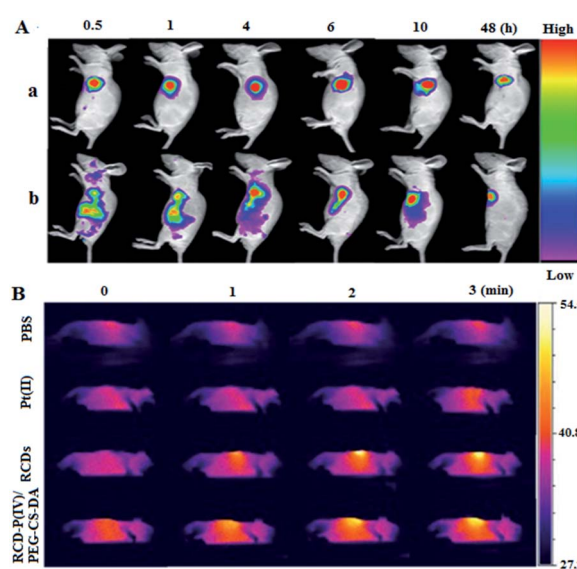 A
0.5 1 4 6 10 48 (h)
High
a
b
Low
B
0 1 2 3 (min)
54.
PBS
Pt(II)
40.8
RCDs
RCD-P(IV)/
PEG-CS-DA
27.